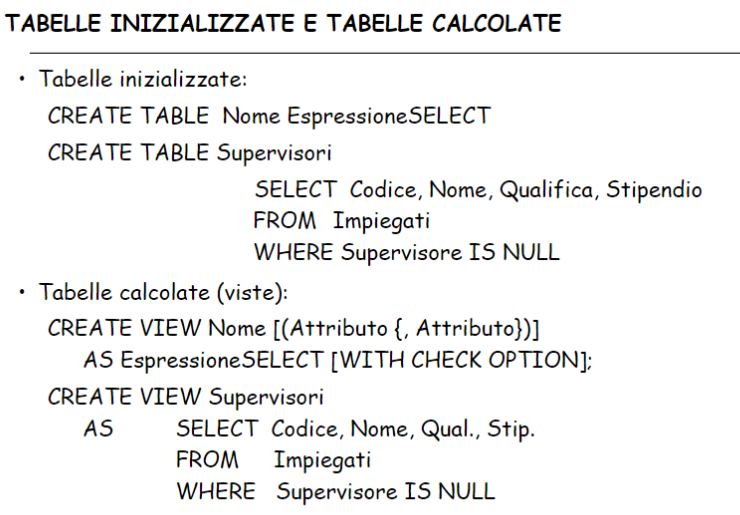 TABELLE INIZIALIZZATE E TABELLE CALCOLATE
• Tabelle inizializzate:
CREATE TABLE Nome EspressioneSELECT
CREATE TABLE Supervisori
SELECT Codice, Nome, Qualifica, Stipendio
FROM Impiegati
WHERE Supervisore IS NULL
• Tabelle calcolate (viste):
CREATE VIEW Nome [(Attributo {, Attributo})]
AS EspressioneSELECT [WITH CHECK OPTION];
CREATE VIEW Supervisori
AS SELECT Codice, Nome, Qual., Stip.
FROM Impiegati
WHERE Supervisore IS NULL